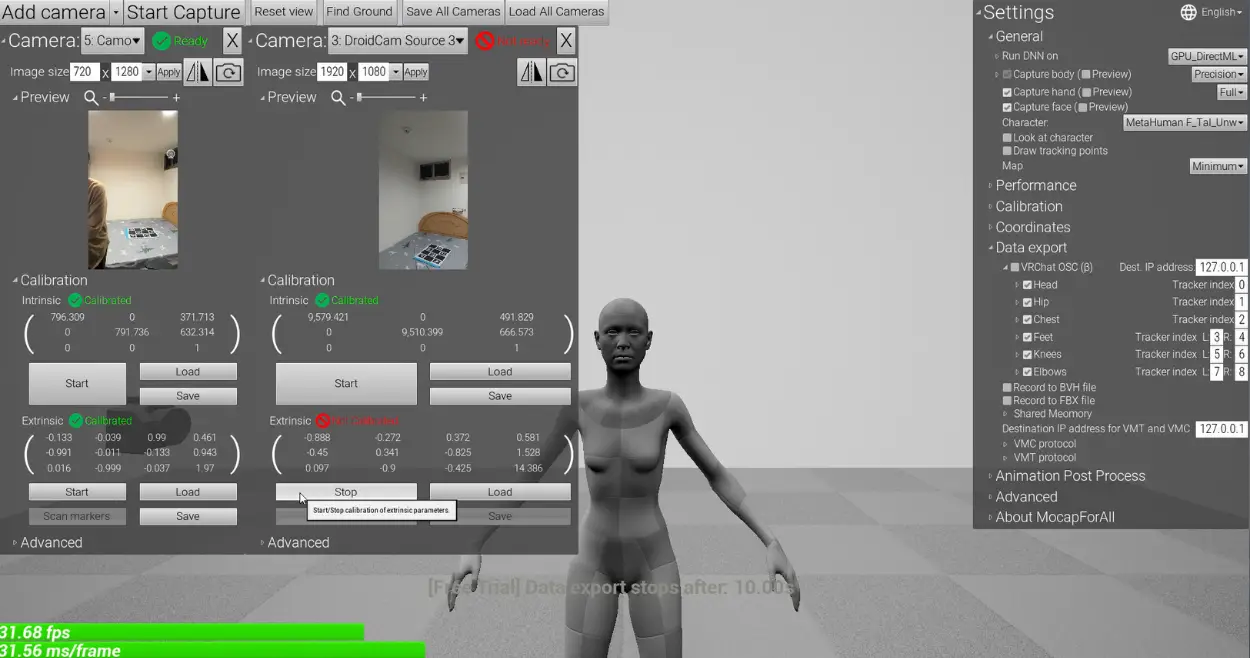 Add camera Start Capture Reset view Find Ground Save All Cameras Load All Cameras
Camera: 5: Camo Ready X
Image size 720 x 1280 Apply
Preview - +
Calibration
Intrinsic Calibrated
796.309 0 371.713
0 791.736 632.314
0 0 1
Start Load
Save
Extrinsic Calibrated
-0.133 -0.039 0.99 0.461
-0.991 -0.011 -0.133 0.943
0.016 -0.999 -0.037 1.97
Start Load
Scan markers Save
Advanced
Camera: 3: DroidCam Source 3 Not ready X
Image size 1920 x 1080 Apply
Preview - +
Calibration
Intrinsic Calibrated
9,579.421 0 491.829
0 9,510.399 666.573
0 0 1
Start Load
Save
Extrinsic Not Calibrated
-0.888 -0.272 0.372 0.581
-0.45 0.341 -0.825 1.528
0.097 -0.9 -0.425 14.386
Stop Load
Start/Stop calibration of extrinsic parameters.
Save
Advanced
Settings English
General
Run DNN on GPU_DirectML
Capture body ( Preview) Precision
Capture hand ( Preview) Full
Capture face ( Preview)
Character: MetaHuman F_Tal_Unw
Look at character
Draw tracking points
Map Minimum
Performance
Calibration
Coordinates
Data export
VRChat OSC (β) Dest. IP address: 127.0.0.1
Head Tracker index 0
Hip Tracker index 1
Chest Tracker index 2
Feet Tracker index L: 3 R: 4
Knees Tracker index L: 5 R: 6
Elbows Tracker index L: 7 R: 8
Record to BVH file
Record to FBX file
Shared Meomory
Destination IP address for VMT and VMC 127.0.0.1
VMC protocol
VMT protocol
Animation Post Process
Advanced
About MocapForAll
[Free Trial] Data export stops after: 10.00s
31.68 fps
31.56 ms/frame